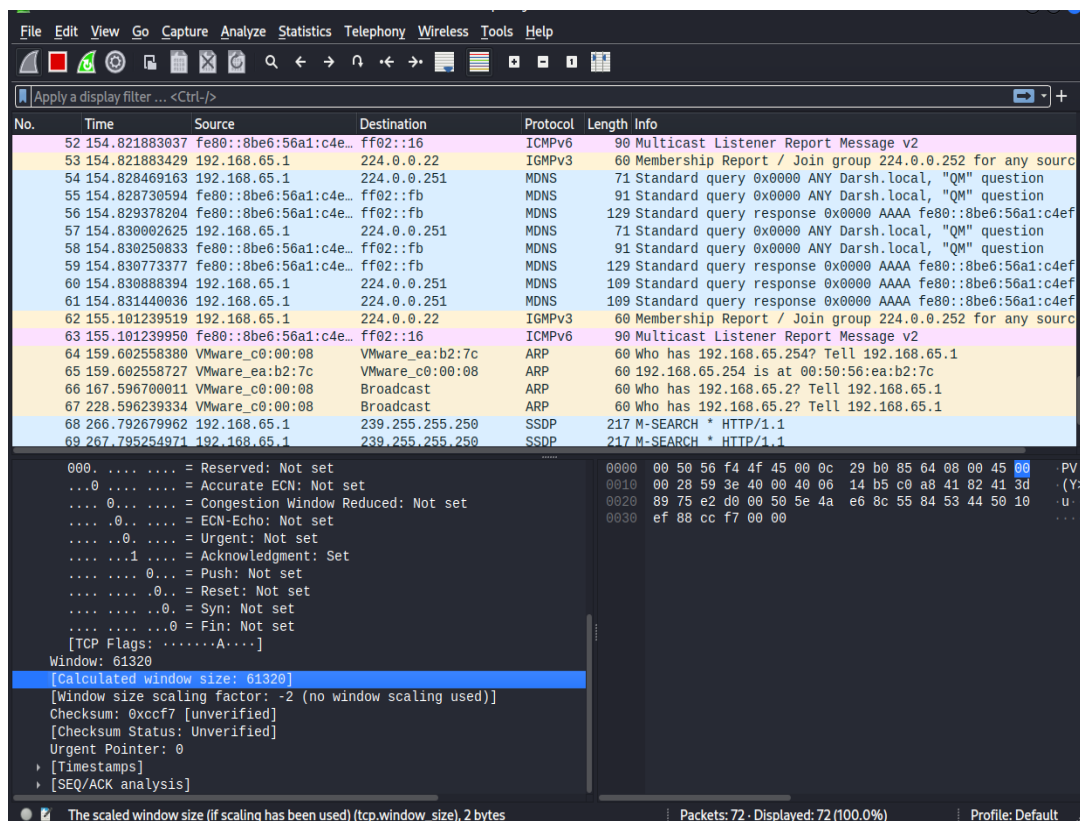 File Edit View Go Capture Analyze Statistics Telephony Wireless Tools Help
Apply a display filter ... <Ctrl-/>
No. Time Source Destination Protocol Length Info
52 154.821883037 fe80::8be6:56a1:c4e… ff02::16 ICMPv6 90 Multicast Listener Report Message v2
53 154.821883429 192.168.65.1 224.0.0.22 IGMPv3 60 Membership Report / Join group 224.0.0.252 for any sourc
54 154.828469163 192.168.65.1 224.0.0.251 MDNS 71 Standard query 0x0000 ANY Darsh.local, "QM" question
55 154.828730594 fe80::8be6:56a1:c4e… ff02::fb MDNS 91 Standard query 0x0000 ANY Darsh.local, "QM" question
56 154.829378204 fe80::8be6:56a1:c4e… ff02::fb MDNS 129 Standard query response 0x0000 AAAA fe80::8be6:56a1:c4ef
57 154.830002625 192.168.65.1 224.0.0.251 MDNS 71 Standard query 0x0000 ANY Darsh.local, "QM" question
58 154.830250833 fe80::8be6:56a1:c4e… ff02::fb MDNS 91 Standard query 0x0000 ANY Darsh.local, "QM" question
59 154.830773377 fe80::8be6:56a1:c4e… ff02::fb MDNS 129 Standard query response 0x0000 AAAA fe80::8be6:56a1:c4ef
60 154.830888394 192.168.65.1 224.0.0.251 MDNS 109 Standard query response 0x0000 AAAA fe80::8be6:56a1:c4ef
61 154.831440036 192.168.65.1 224.0.0.251 MDNS 109 Standard query response 0x0000 AAAA fe80::8be6:56a1:c4ef
62 155.101239519 192.168.65.1 224.0.0.22 IGMPv3 60 Membership Report / Join group 224.0.0.252 for any sourc
63 155.101239950 fe80::8be6:56a1:c4e… ff02::16 ICMPv6 90 Multicast Listener Report Message v2
64 159.602558380 VMware_c0:00:08 VMware_ea:b2:7c ARP 60 Who has 192.168.65.254? Tell 192.168.65.1
65 159.602558727 VMware_ea:b2:7c VMware_c0:00:08 ARP 60 192.168.65.254 is at 00:50:56:ea:b2:7c
66 167.596700011 VMware_c0:00:08 Broadcast ARP 60 Who has 192.168.65.2? Tell 192.168.65.1
67 228.596239334 VMware_c0:00:08 Broadcast ARP 60 Who has 192.168.65.2? Tell 192.168.65.1
68 266.792679962 192.168.65.1 239.255.255.250 SSDP 217 M-SEARCH * HTTP/1.1
69 267.795254971 192.168.65.1 239.255.255.250 SSDP 217 M-SEARCH * HTTP/1.1
000. .... .... = Reserved: Not set
...0 .... .... = Accurate ECN: Not set
.... 0... .... = Congestion Window Reduced: Not set
.... .0.. .... = ECN-Echo: Not set
.... ..0. .... = Urgent: Not set
.... ...1 .... = Acknowledgment: Set
.... .... 0... = Push: Not set
.... .... .0.. = Reset: Not set
.... .... ..0. = Syn: Not set
.... .... ...0 = Fin: Not set
[TCP Flags: ·······A····]
Window: 61320
[Calculated window size: 61320]
[Window size scaling factor: -2 (no window scaling used)]
Checksum: 0xccf7 [unverified]
[Checksum Status: Unverified]
Urgent Pointer: 0
[Timestamps]
[SEQ/ACK analysis]
0000 00 50 56 f4 4f 45 00 0c 29 b0 85 64 08 00 45 00 ·PV
0010 00 28 59 3e 40 00 40 06 14 b5 c0 a8 41 82 41 3d ·(Y>
0020 89 75 e2 d0 00 50 5e 4a e6 8c 55 84 53 44 50 10 ·u·
0030 ef 88 cc f7 00 00 ···
The scaled window size (if scaling has been used) (tcp.window_size), 2 bytes
Packets: 72 · Displayed: 72 (100.0%)
Profile: Default